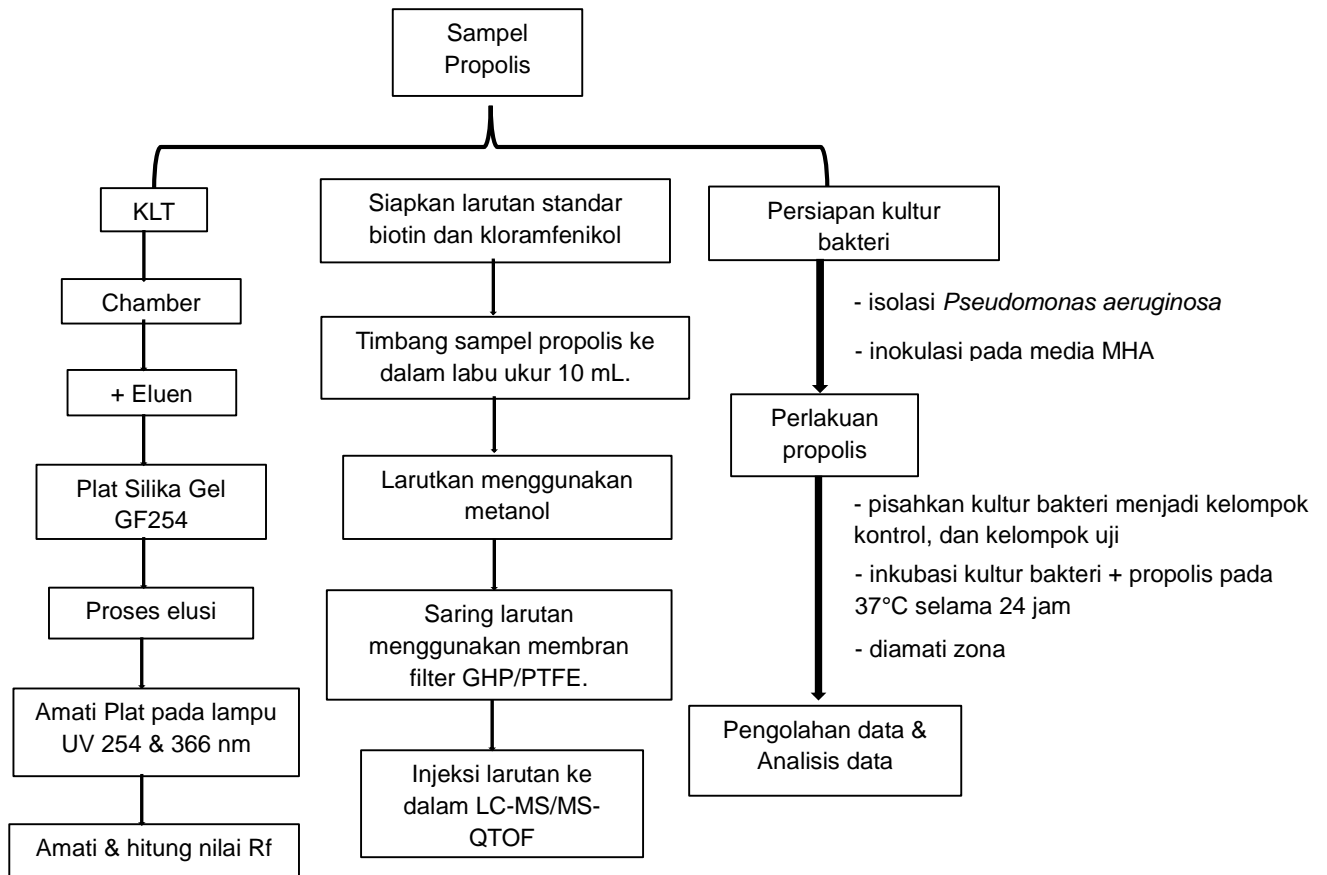 Sampel
Propolis
KLT
Chamber
+ Eluen
Plat Silika Gel
GF254
Proses elusi
Amati Plat pada lampu
UV 254 & 366 nm
Amati & hitung nilai Rf
Siapkan larutan standar
biotin dan kloramfenikol
Timbang sampel propolis ke
dalam labu ukur 10 mL.
Larutkan menggunakan
metanol
Saring larutan
menggunakan membran
filter GHP/PTFE.
Injeksi larutan ke
dalam LC-MS/MS-
QTOF
Persiapan kultur
bakteri
- isolasi Pseudomonas aeruginosa
- inokulasi pada media MHA
Perlakuan
propolis
- pisahkan kultur bakteri menjadi kelompok
kontrol, dan kelompok uji
- inkubasi kultur bakteri + propolis pada
37°C selama 24 jam
- diamati zona
Pengolahan data &
Analisis data